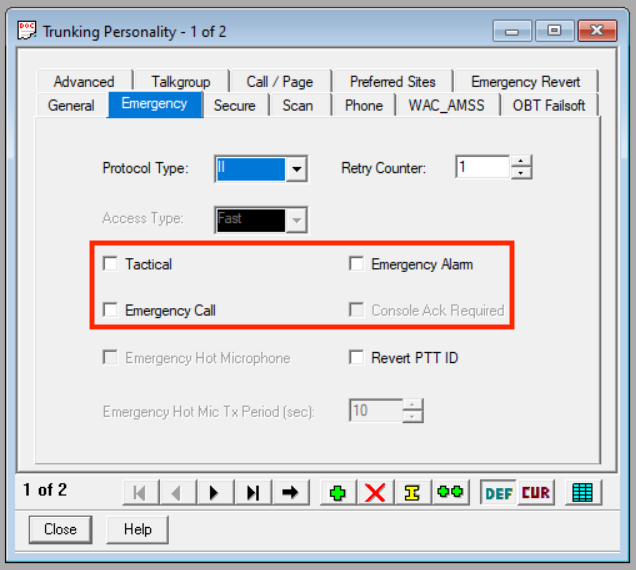 DOC
Trunking Personality - 1 of 2
Advanced Talkgroup Call / Page Preferred Sites Emergency Revert
General Emergency Secure Scan Phone WAC_AMSS OBT Failsoft
Protocol Type: II Retry Counter: 1
Access Type: Fast
Tactical Emergency Alarm
Emergency Call Console Ack Required
Emergency Hot Microphone Revert PTT ID
Emergency Hot Mic Tx Period (sec): 10
1 of 2 DEF CUR
Close Help